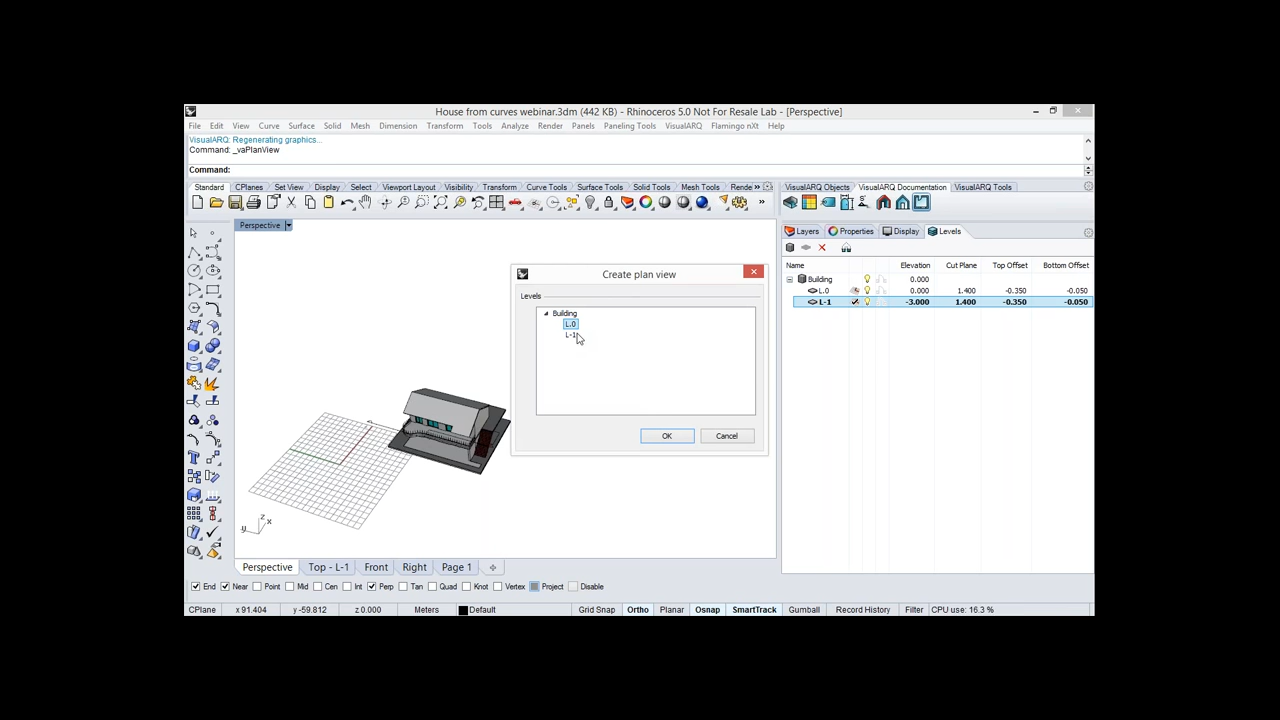 House from curves webinar.3dm (442 KB) - Rhinoceros 5.0 Not For Resale Lab - [Perspective]
File Edit View Curve Surface Solid Mesh Dimension Transform Tools Analyze Render Panels Paneling Tools VisualARQ Flamingo nXt Help
VisualARQ: Regenerating graphics...
Command: _vaPlanView
Command:
Standard CPlanes Set View Display Select Viewport Layout Visibility Transform Curve Tools Surface Tools Solid Tools Mesh Tools Rende
VisualARQ Objects VisualARQ Documentation VisualARQ Tools
Perspective
Layers Properties Display Levels
Name Elevation Cut Plane Top Offset Bottom Offset
Building 0.000
L.0 0.000 1.400 -0.350 -0.050
L-1 -3.000 1.400 -0.350 -0.050
Create plan view
Levels
Building
L.0
L-1
OK Cancel
z
x
y
Perspective Top - L-1 Front Right Page 1
End Near Point Mid Cen Int Perp Tan Quad Knot Vertex Project Disable
CPlane x 91.404 y -59.812 z 0.000 Meters Default Grid Snap Ortho Planar Osnap SmartTrack Gumball Record History Filter CPU use: 16.3 %